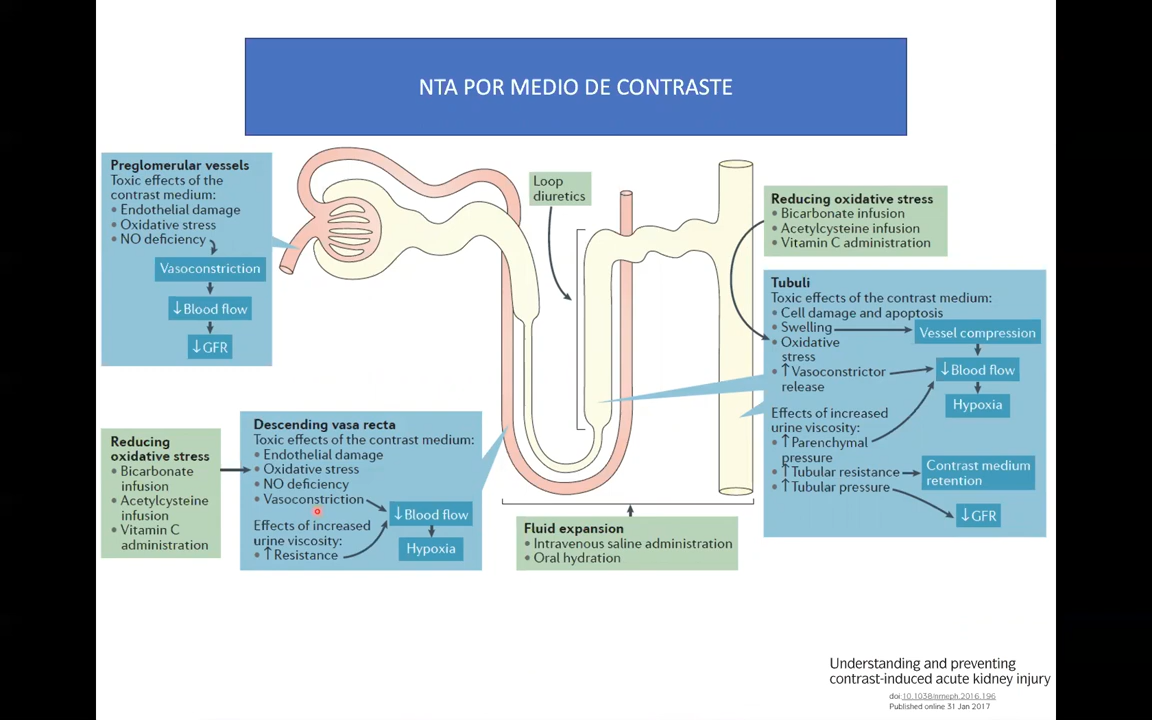 NTA POR MEDIO DE CONTRASTE
Preglomerular vessels
Toxic effects of the
contrast medium:
• Endothelial damage
• Oxidative stress
• NO deficiency
Vasoconstriction
↓Blood flow
↓GFR
Loop
diuretics
Reducing oxidative stress
• Bicarbonate infusion
• Acetylcysteine infusion
• Vitamin C administration
Tubuli
Toxic effects of the contrast medium:
• Cell damage and apoptosis
• Swelling
• Oxidative
stress
• ↑Vasoconstrictor
release
Vessel compression
↓Blood flow
Hypoxia
Effects of increased
urine viscosity:
• ↑Parenchymal
pressure
• ↑Tubular resistance
• ↑Tubular pressure
Contrast medium
retention
↓GFR
Reducing
oxidative stress
• Bicarbonate
infusion
• Acetylcysteine
infusion
• Vitamin C
administration
Descending vasa recta
Toxic effects of the contrast medium:
• Endothelial damage
• Oxidative stress
• NO deficiency
• Vasoconstriction
Effects of increased
urine viscosity:
• ↑Resistance
↓Blood flow
Hypoxia
Fluid expansion
• Intravenous saline administration
• Oral hydration
Understanding and preventing
contrast-induced acute kidney injury
doi:10.1038/nrneph.2016.196
Published online 31 Jan 2017